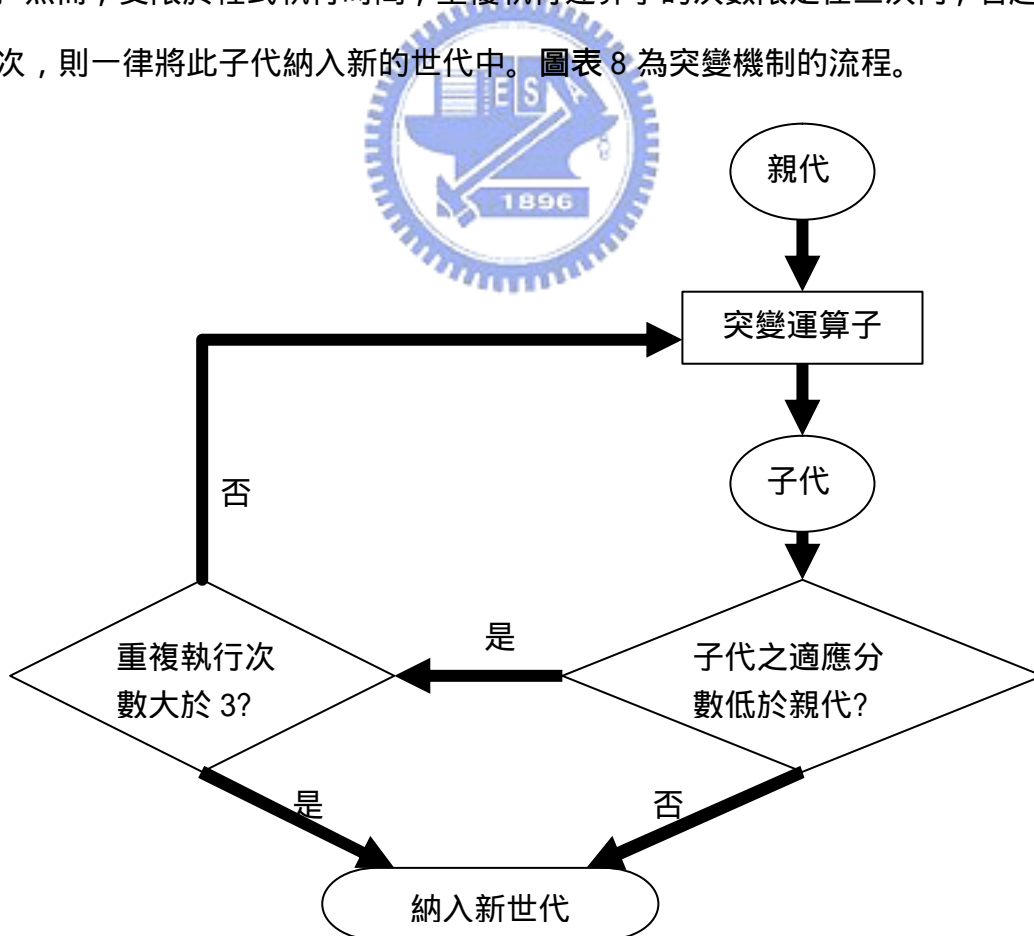 次，則一律將此子代納入新的世代中。圖表 8 為突變機制的流程。
E S A
1896
親代
突變運算子
子代
否
重複執行次
數大於 3?
是
子代之適應分
數低於親代?
是
否
納入新世代